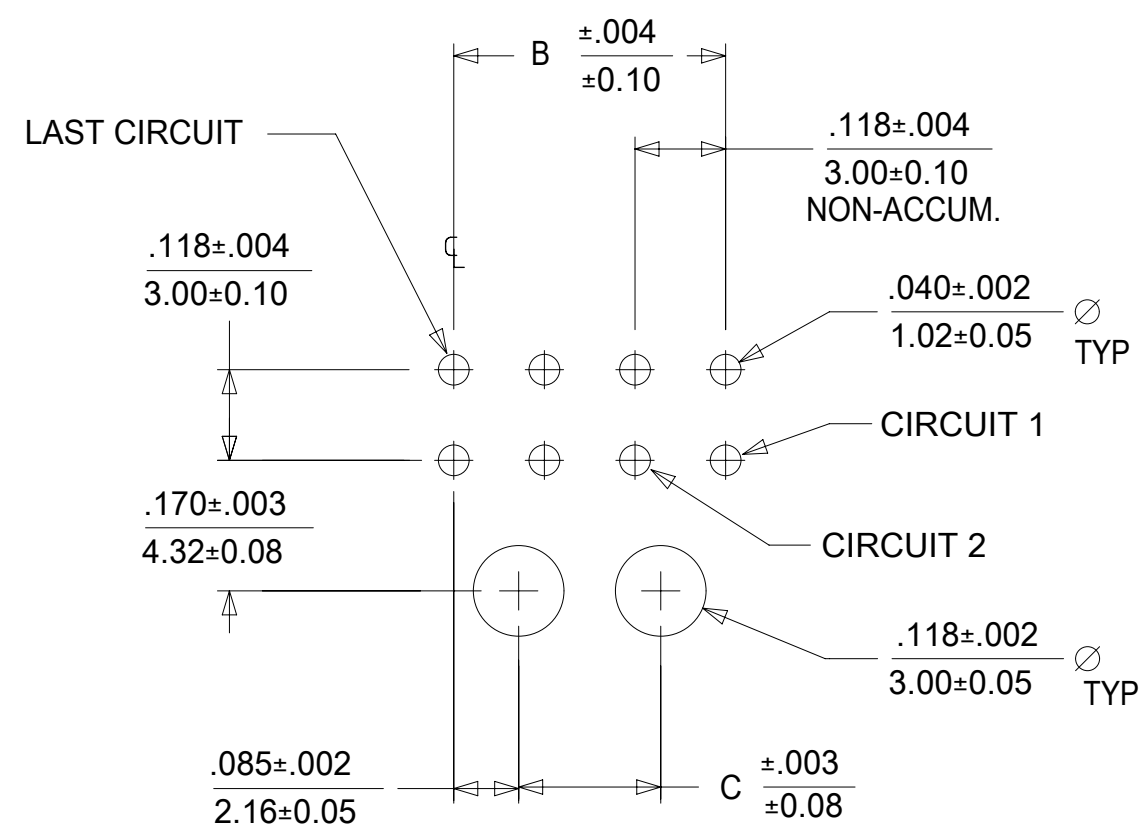 B ±.004
±0.10
LAST CIRCUIT
.118±.004
3.00±0.10
NON-ACCUM.
℄
.118±.004
3.00±0.10
.040±.002
1.02±0.05
∅
TYP
CIRCUIT 1
.170±.003
4.32±0.08
CIRCUIT 2
.118±.002
3.00±0.05
∅
TYP
.085±.002
2.16±0.05
C ±.003
±0.08